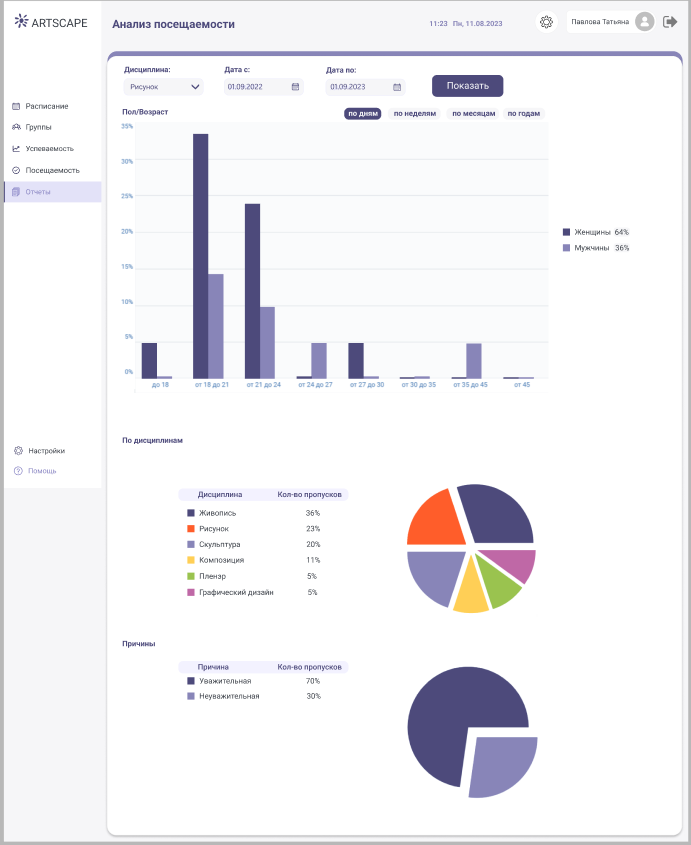 ARTSCAPE
Анализ посещаемости
11:23 Пн, 11.08.2023
Павлова Татьяна
Расписание
Группы
Успеваемость
Посещаемость
Отчеты
Настройки
Помощь
Дисциплина: Дата с: Дата по:
Рисунок 01.09.2022 01.09.2023 Показать
Пол/Возраст
по дням по неделям по месяцам по годам
35%
30%
25%
20%
15%
10%
5%
0%
до 18 от 18 до 21 от 21 до 24 от 24 до 27 от 27 до 30 от 30 до 35 от 35 до 45 от 45
Женщины 64%
Мужчины 36%
По дисциплинам
Дисциплина Кол-во пропусков
Живопись 36%
Рисунок 23%
Скульптура 20%
Композиция 11%
Пленэр 5%
Графический дизайн 5%
Причины
Причина Кол-во пропусков
Уважительная 70%
Неуважительная 30%